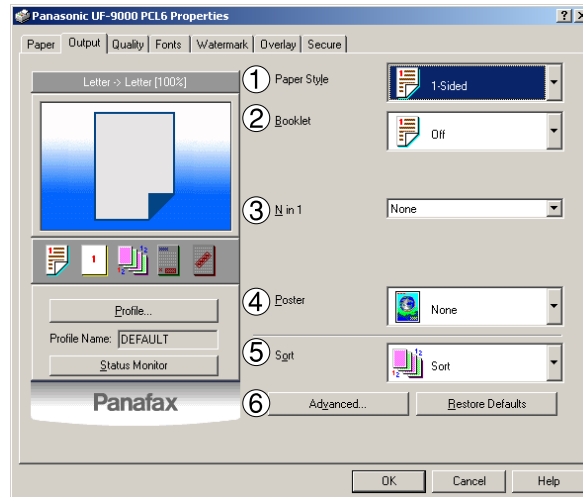 Panasonic UF-9000 PCL6 Properties
Paper Output Quality Fonts Watermark Overlay Secure
Letter -> Letter [100%]
1 Paper Style 1-Sided
2 Booklet Off
3 N in 1 None
1
Profile...
Profile Name: DEFAULT
Status Monitor
Panafax
4 Poster None
5 Sort Sort
6 Advanced... Restore Defaults
OK Cancel Help